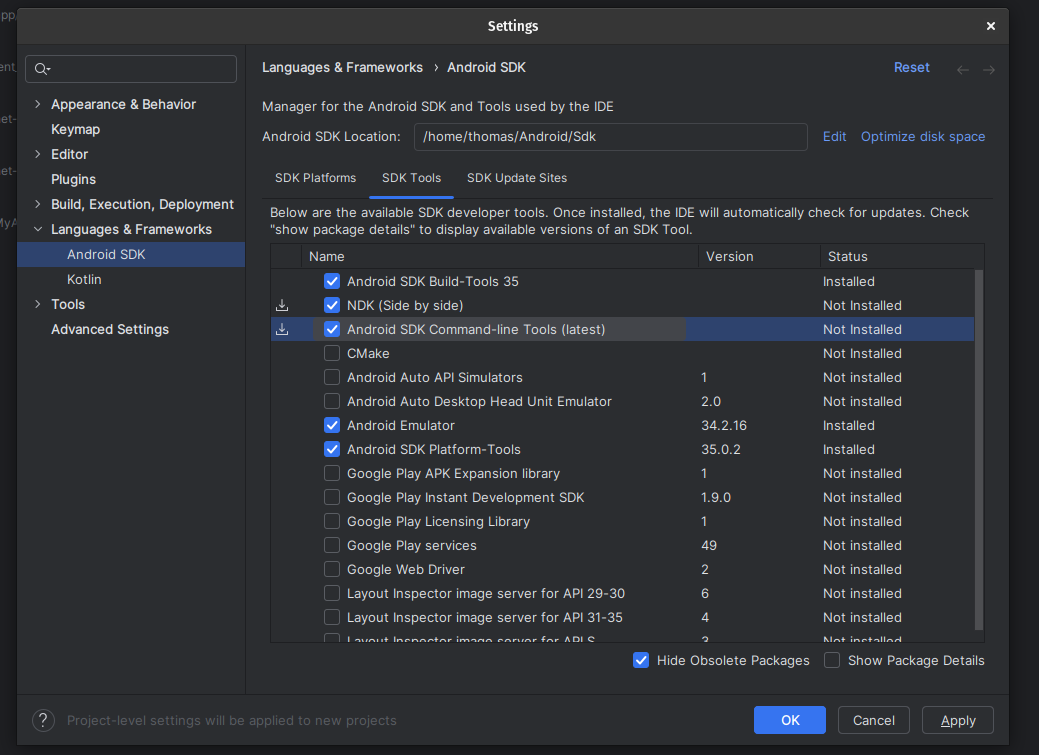 Settings
Languages & Frameworks › Android SDK
Reset
Appearance & Behavior
Keymap
Editor
Plugins
Build, Execution, Deployment
Languages & Frameworks
Android SDK
Kotlin
Tools
Advanced Settings
Manager for the Android SDK and Tools used by the IDE
Android SDK Location: /home/thomas/Android/Sdk Edit Optimize disk space
SDK Platforms SDK Tools SDK Update Sites
Below are the available SDK developer tools. Once installed, the IDE will automatically check for updates. Check
"show package details" to display available versions of an SDK Tool.
Name Version Status
Android SDK Build-Tools 35 Installed
NDK (Side by side) Not Installed
Android SDK Command-line Tools (latest) Not Installed
CMake Not Installed
Android Auto API Simulators 1 Not installed
Android Auto Desktop Head Unit Emulator 2.0 Not installed
Android Emulator 34.2.16 Installed
Android SDK Platform-Tools 35.0.2 Installed
Google Play APK Expansion library 1 Not installed
Google Play Instant Development SDK 1.9.0 Not installed
Google Play Licensing Library 1 Not installed
Google Play services 49 Not installed
Google Web Driver 2 Not installed
Layout Inspector image server for API 29-30 6 Not installed
Layout Inspector image server for API 31-35 4 Not installed
Layout Inspector image server for API S 3 Not installed
Hide Obsolete Packages Show Package Details
? Project-level settings will be applied to new projects
OK Cancel Apply